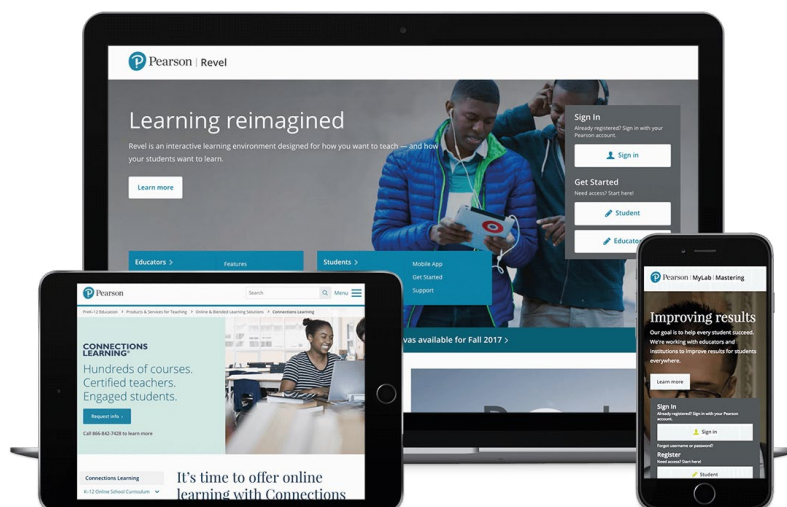 Pearson | Revel
Learning reimagined
Revel is an interactive learning environment designed for how you want to teach — and how
your students want to learn.
Learn more
Sign In
Already registered? Sign in with your
Pearson account.
Sign in
Get Started
Need access? Start here!
Student
Educator
Educators >
Features
Students >
Mobile App
Get Started
Support
vas available for Fall 2017 >
Pearson
Search
Menu
PreK–12 Education > Products & Services for Teaching > Online & Blended Learning Solutions > Connections Learning
CONNECTIONS
LEARNING®
Hundreds of courses.
Certified teachers.
Engaged students.
Request info ›
Call 866-842-7428 to learn more
Connections Learning
K–12 Online School Curriculum
It's time to offer online
learning with Connections
Pearson | MyLab | Mastering
Improving results
Our goal is to help every student succeed.
We're working with educators and
institutions to improve results for students
everywhere.
Learn more
Sign In
Already registered? Sign in with your Pearson
account.
Sign in
Forgot username or password?
Register
Need access? Start here!
Student